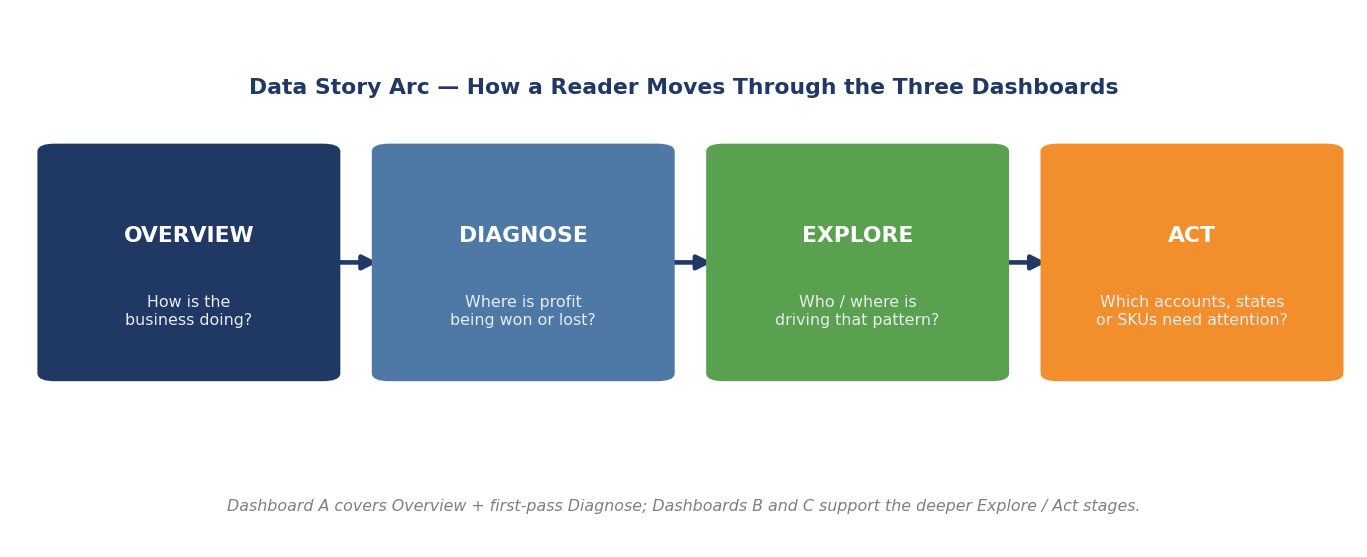 Data Story Arc — How a Reader Moves Through the Three Dashboards
OVERVIEW
How is the
business doing?
DIAGNOSE
Where is profit
being won or lost?
EXPLORE
Who / where is
driving that pattern?
ACT
Which accounts, states
or SKUs need attention?
Dashboard A covers Overview + first-pass Diagnose; Dashboards B and C support the deeper Explore / Act stages.